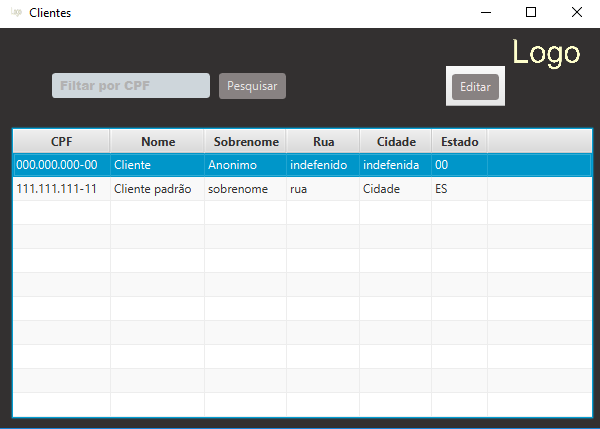 Clientes
Logo
Filtar por CPF Pesquisar Editar
CPF Nome Sobrenome Rua Cidade Estado
000.000.000-00 Cliente Anonimo indefenido indefenida 00
111.111.111-11 Cliente padrão sobrenome rua Cidade ES